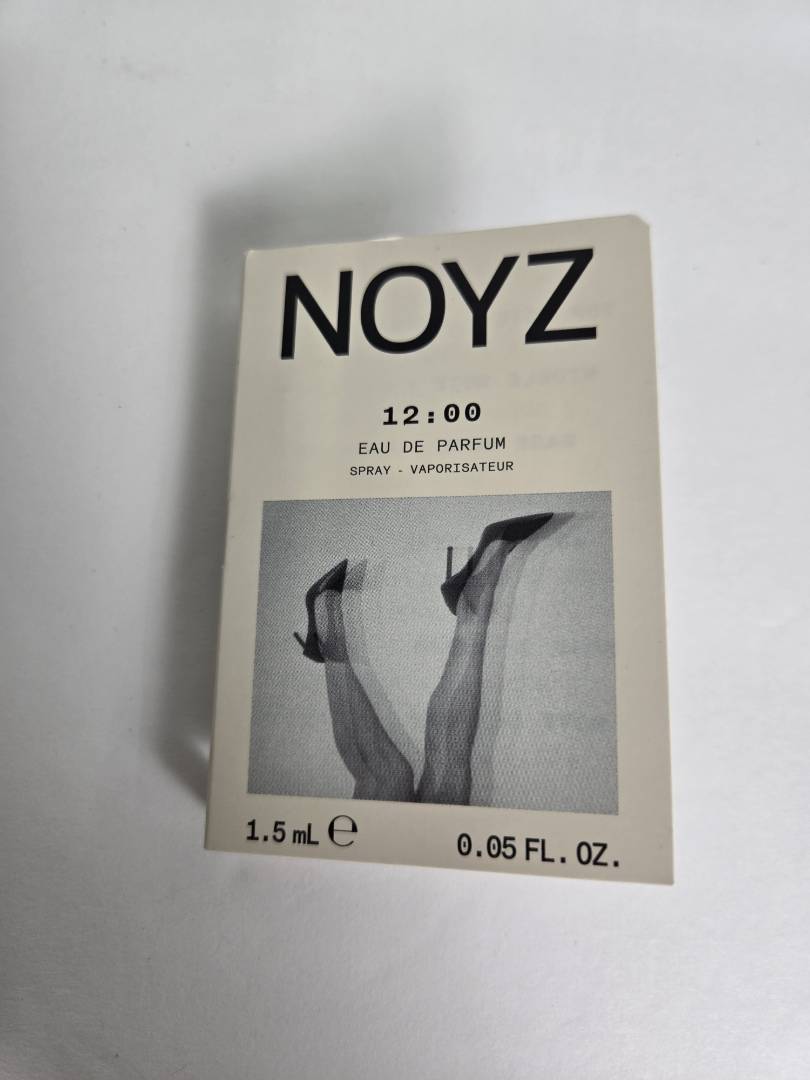 NOYZ
12:00
EAU DE PARFUM
SPRAY - VAPORISATEUR
1.5 mL ℮
0.05 FL. OZ.